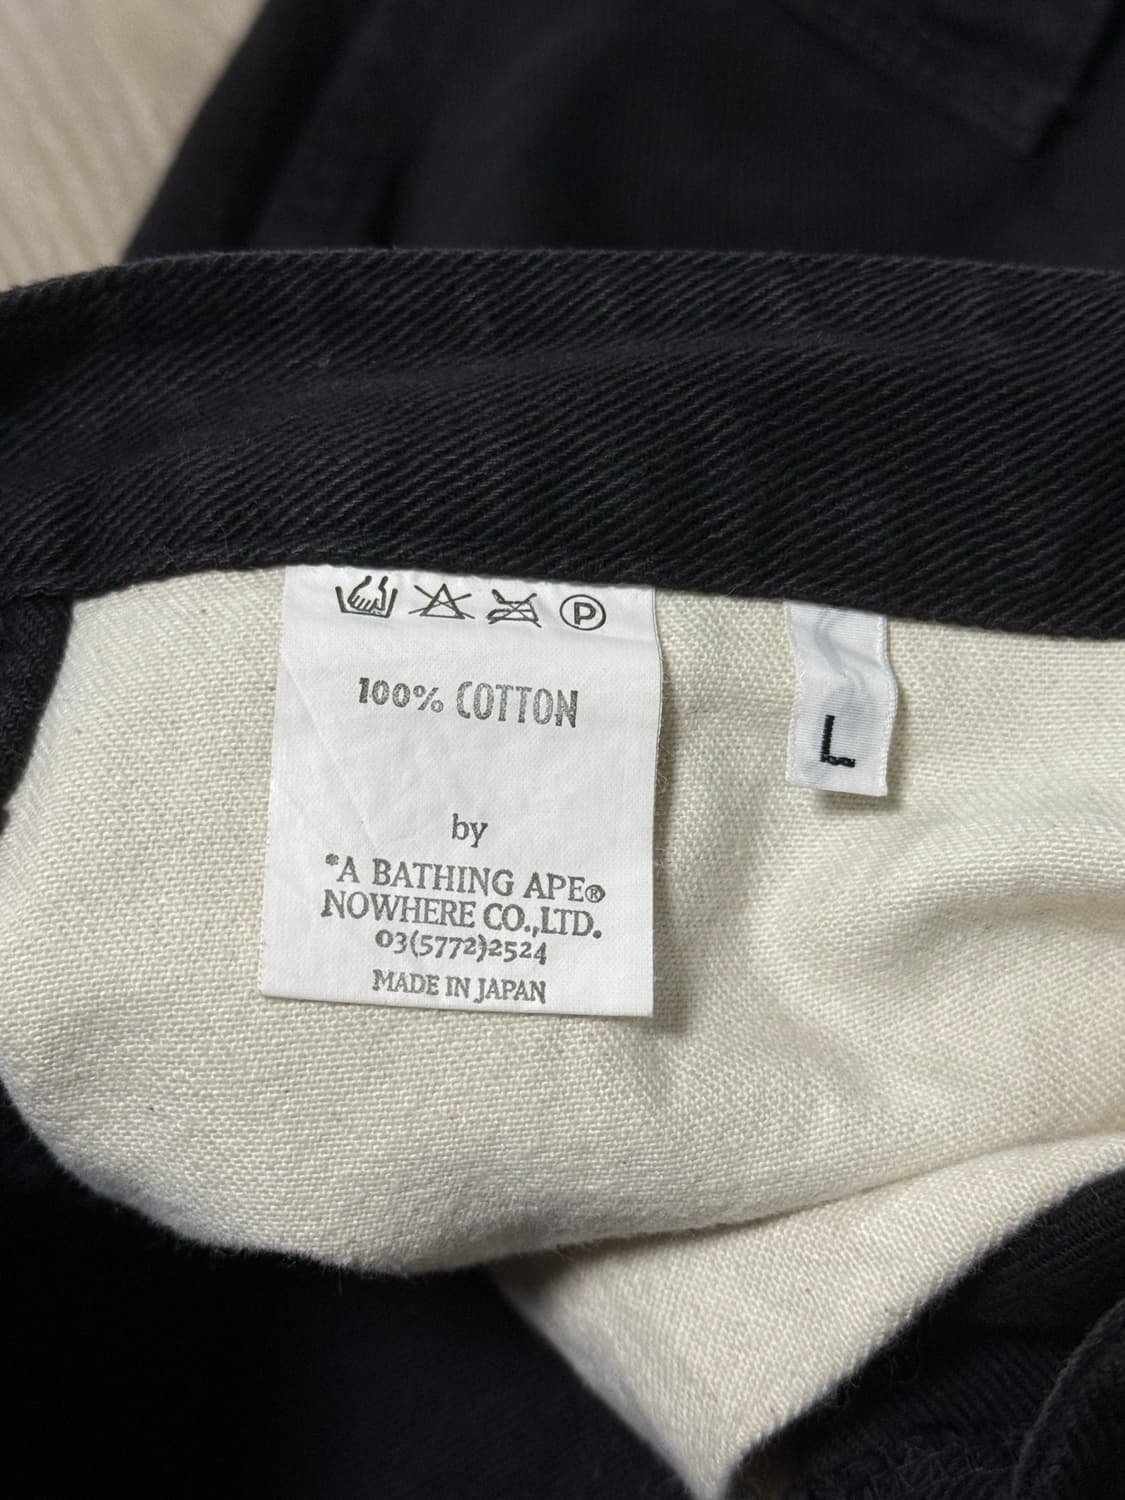 P
100% COTTON
L
by
*A BATHING APE®
NOWHERE CO.,LTD.
03(5772)2524
MADE IN JAPAN